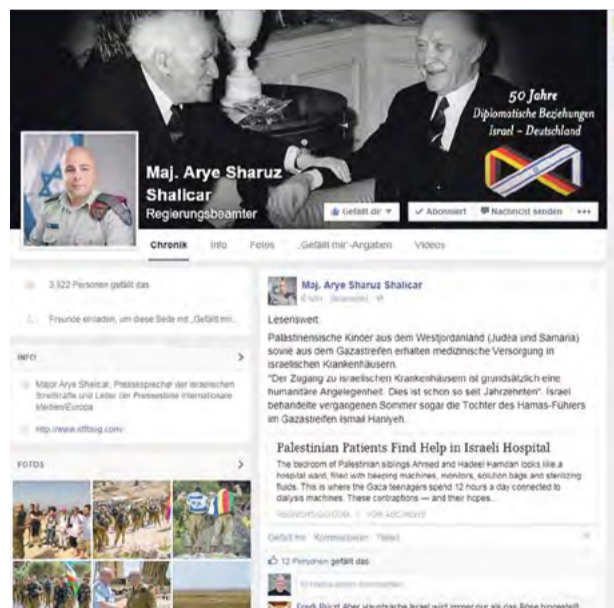 50 Jahre
Diplomatische Beziehungen
Israel - Deutschland
Maj. Arye Sharuz
Shalicar
Regierungsbeamter
Gefällt dir
Abonniert
Nachricht senden
Chronik
Info
Fotos
„Gefällt mir“-Angaben
Videos
3.922 Personen gefällt das
Freunde einladen, um diese Seite mit „Gefällt mir...
INFO
Major Arye Shalicar, Pressesprecher der israelischen
Streitkräfte und Leiter der Pressestelle Internationale
Medien/Europa
FOTOS
Maj. Arye Sharuz Shalicar
Lesenswert:
Palästinensische Kinder aus dem Westjordanland (Judea und Samaria)
sowie aus dem Gazastreifen erhalten medizinische Versorgung in
israelischen Krankenhäusern.
"Der Zugang zu israelischen Krankenhäusern ist grundsätzlich eine
humanitäre Angelegenheit. Dies ist schon so seit Jahrzehnten". Israel
behandelte vergangenen Sommer sogar die Tochter des Hamas-Führers
im Gazastreifen Ismail Haniyeh.
Palestinian Patients Find Help in Israeli Hospital
The bedroom of Palestinian siblings Ahmed and Hadeel Hamdan looks like a
hospital ward, filled with beeping machines, monitors, solution bags and sterilizing
fluids. This is where the Gaza teenagers spend 12 hours a day connected to
dialysis machines. These contraptions — and their hopes...
Gefällt mir
Kommentieren
Teilen
12 Personen gefällt das